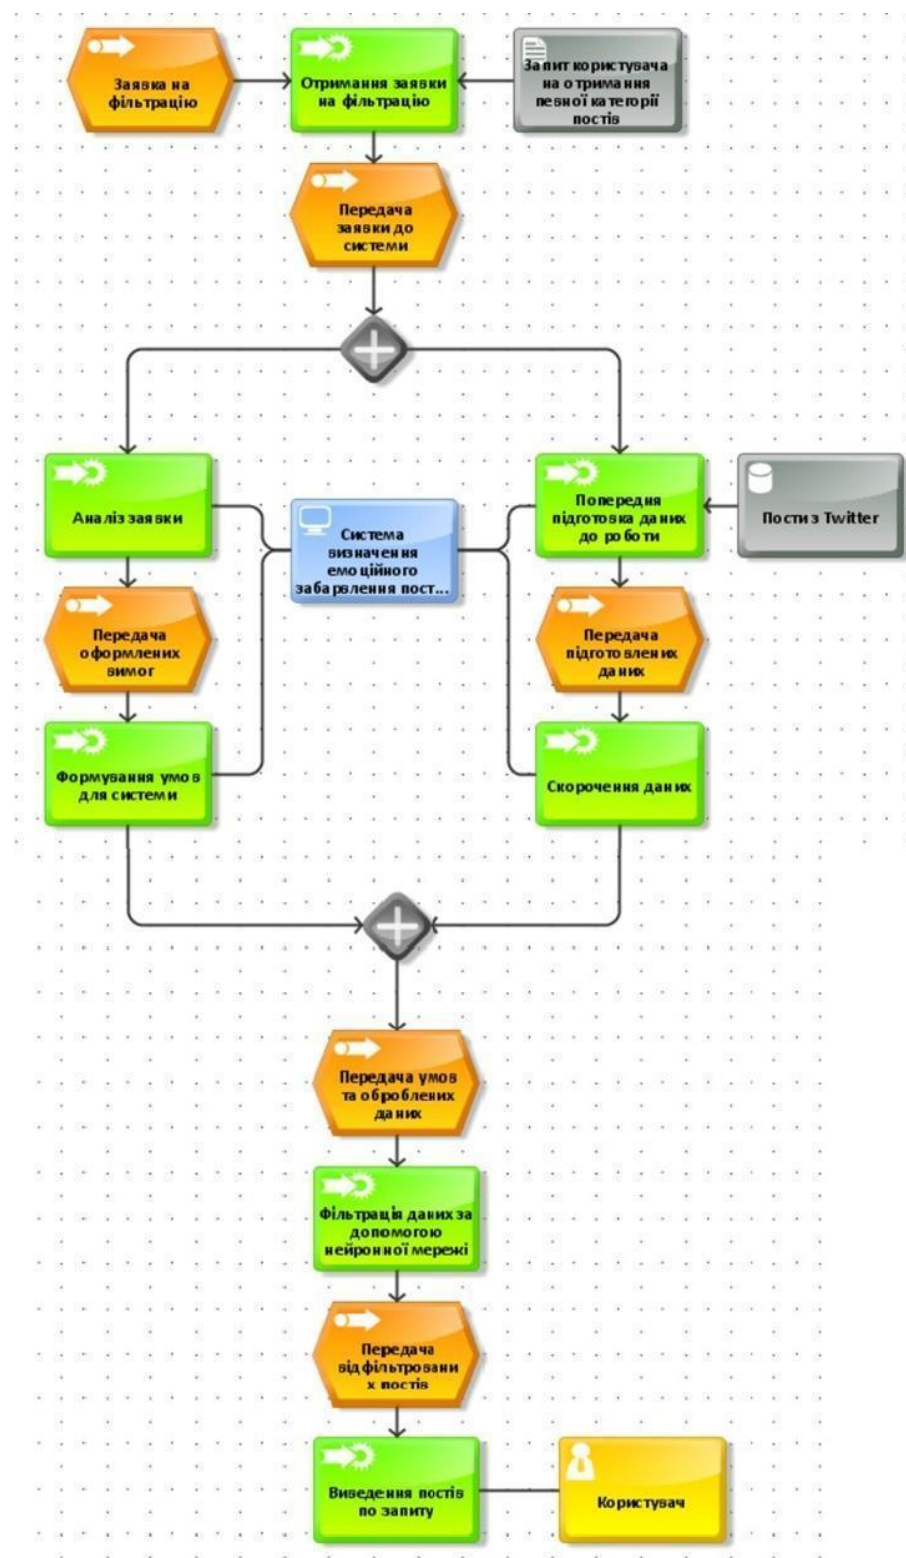 Заявка на
фільтрацію
Отримання заявки
на фільтрацію
Запит користувача
на отримання
певної категорії
постів
Передача
заявки до
системи
Аналіз заявки
Система
визначення
емоційного
забарвлення пост...
Попередня
підготовка даних
до роботи
Пости з Twitter
Передача
оформлених
вимог
Передача
підготовлених
даних
Формування умов
для системи
Скорочення даних
Передача умов
та оброблених
даних
Фільтрація даних за
допомогою
нейронної мережі
Передача
відфільтровани
х постів
Виведення постів
по запиту
Користувач